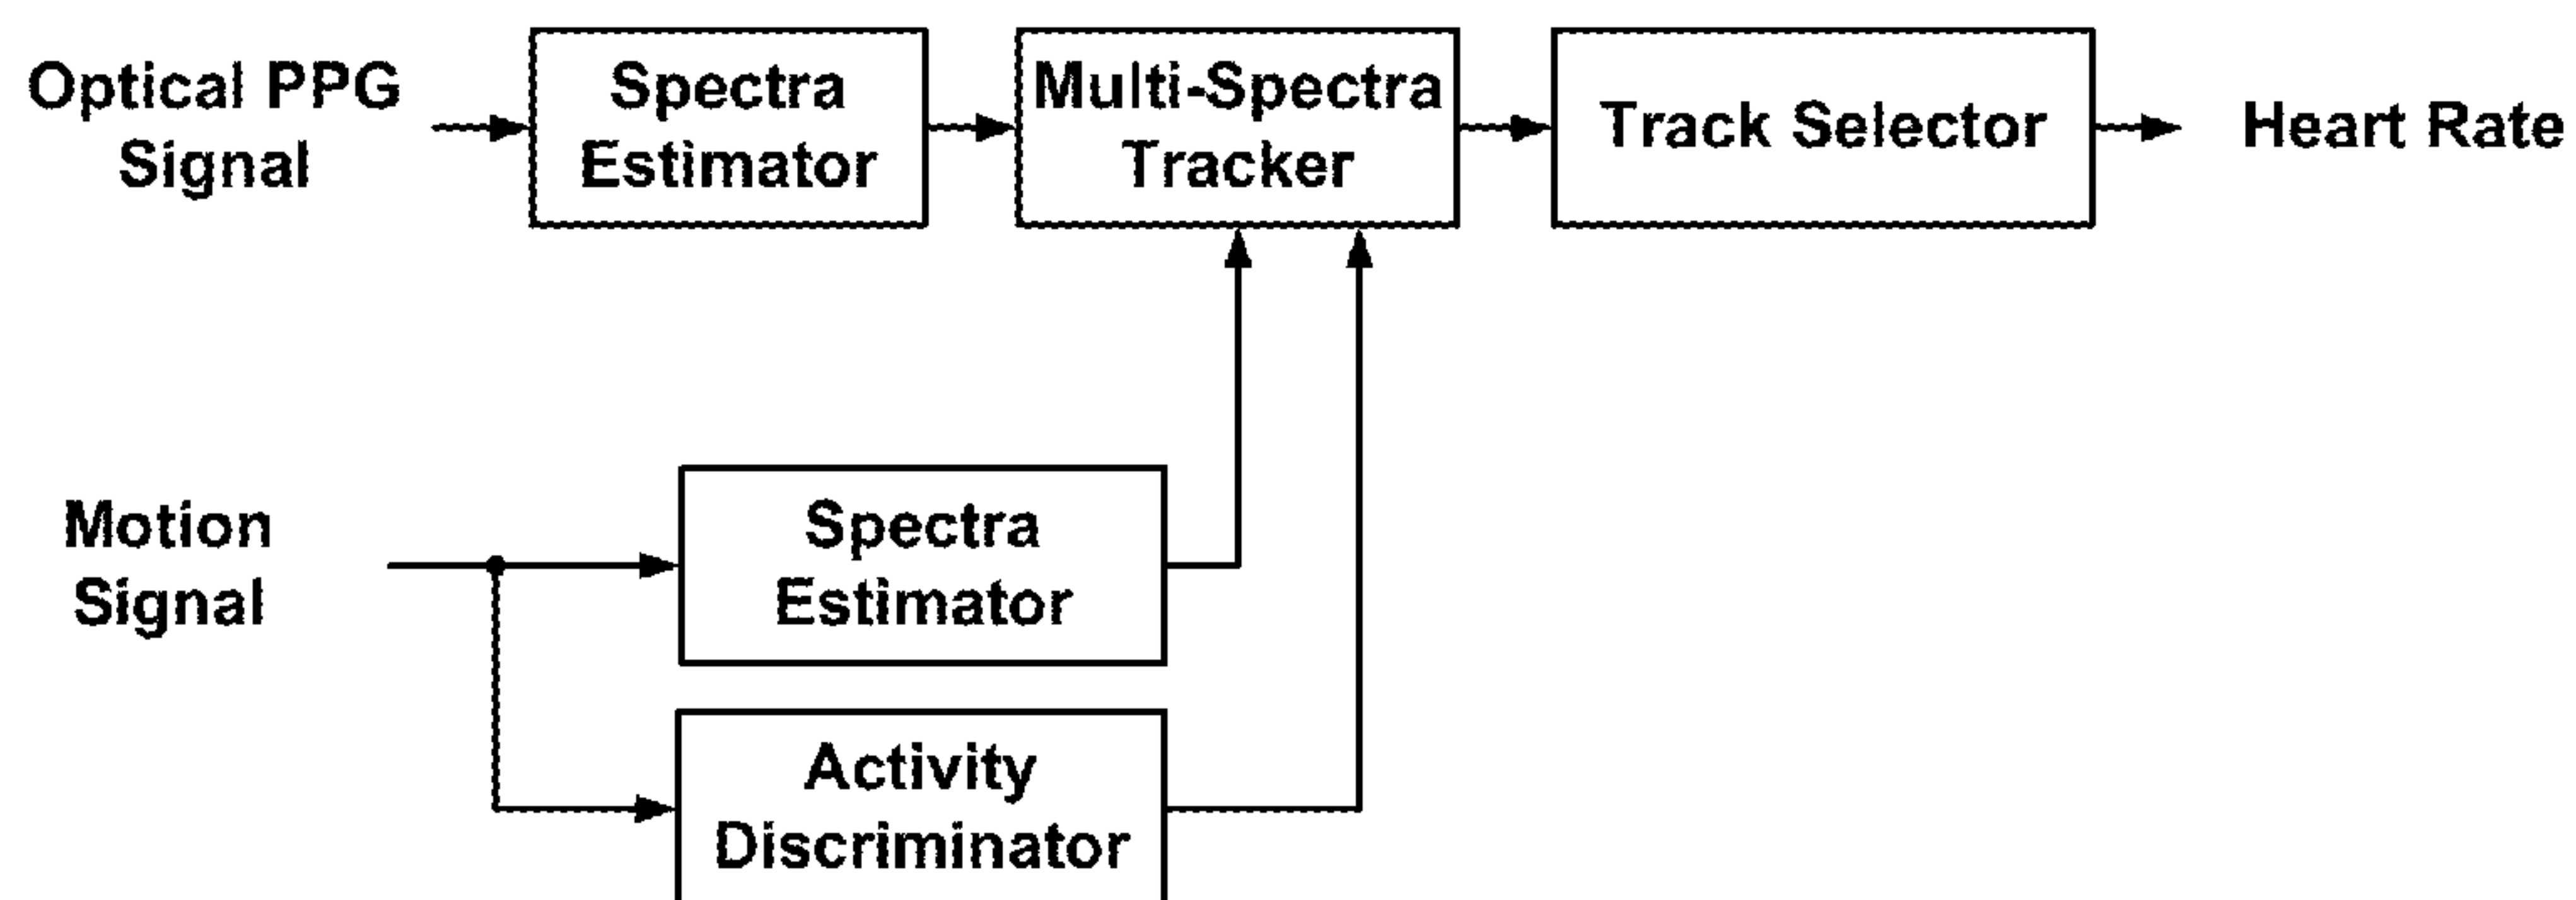 Optical PPG
Signal
Spectra
Estimator
Multi-Spectra
Tracker
Track Selector
Heart Rate
Motion
Signal
Spectra
Estimator
Activity
Discriminator